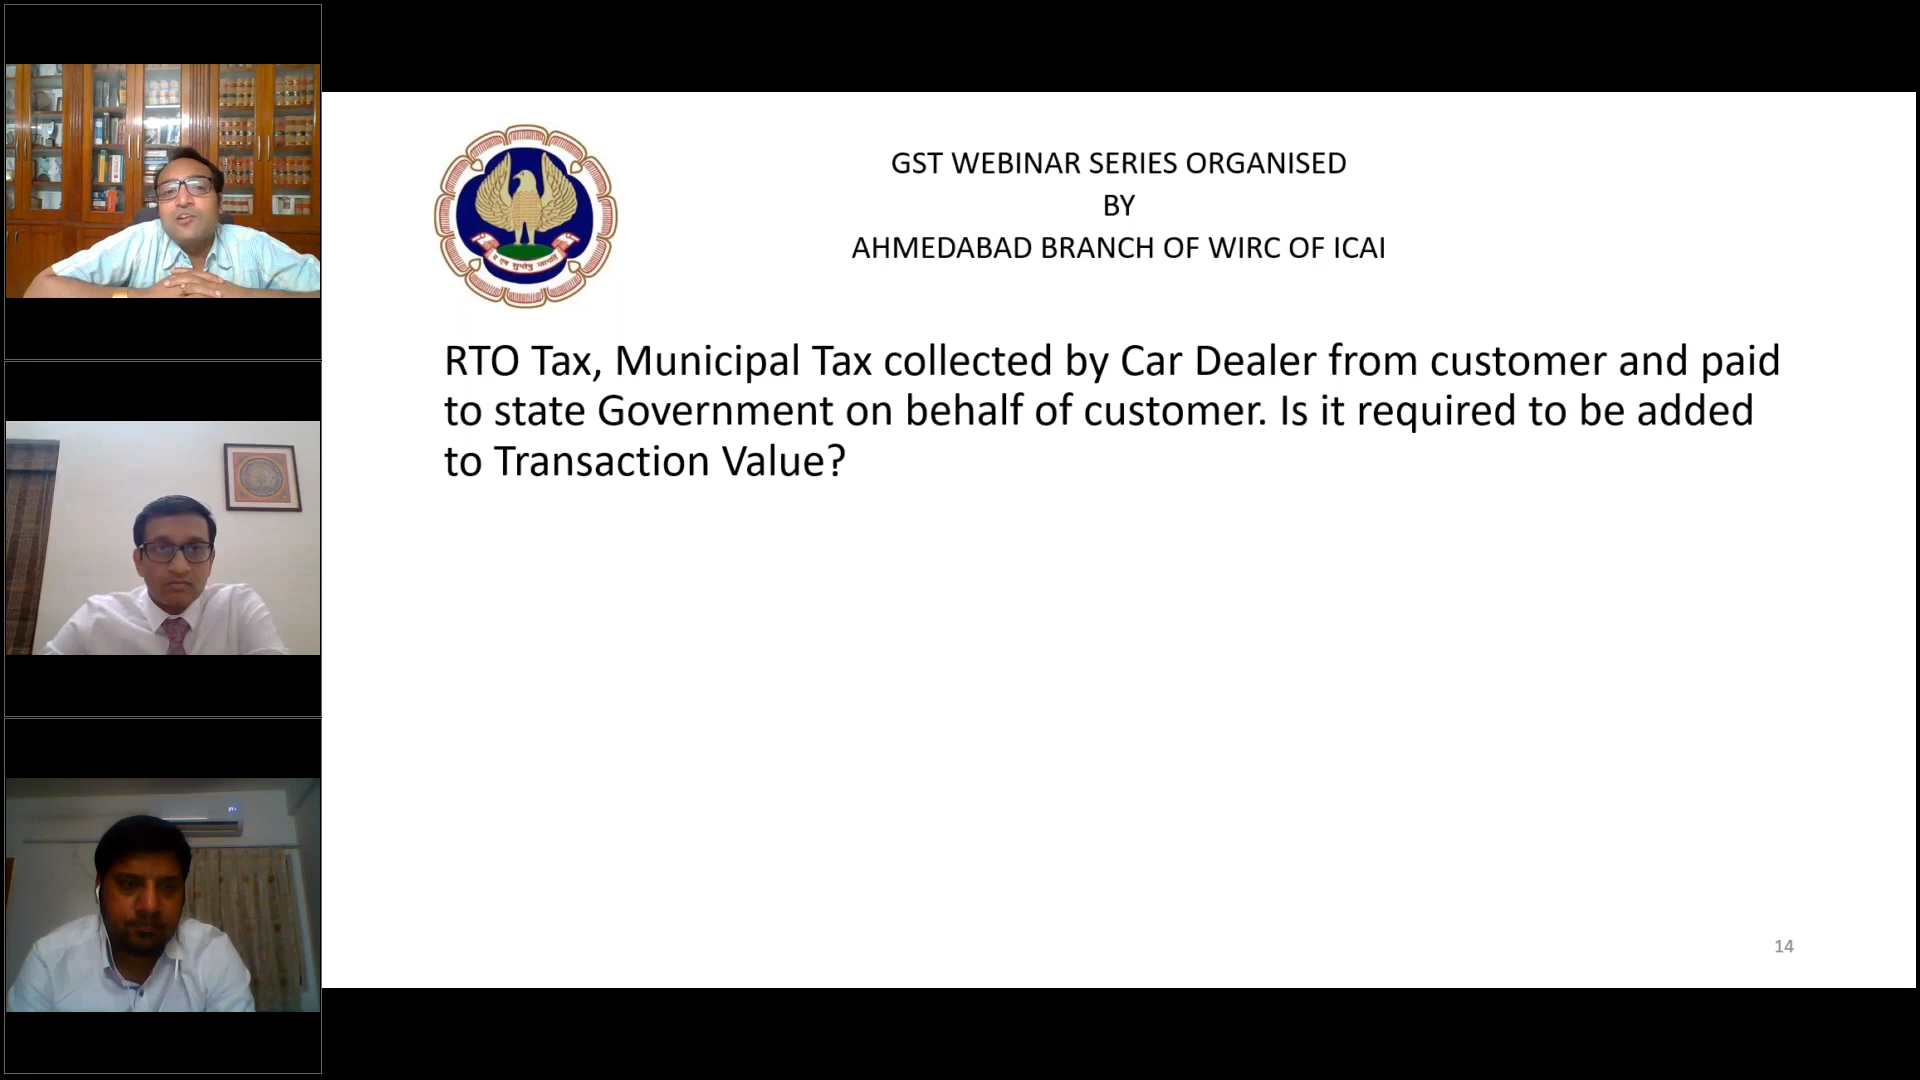 GST WEBINAR SERIES ORGANISED
BY
AHMEDABAD BRANCH OF WIRC OF ICAI
य एष सुप्तेषु जागर्ति
RTO Tax, Municipal Tax collected by Car Dealer from customer and paid
to state Government on behalf of customer. Is it required to be added
to Transaction Value?
14